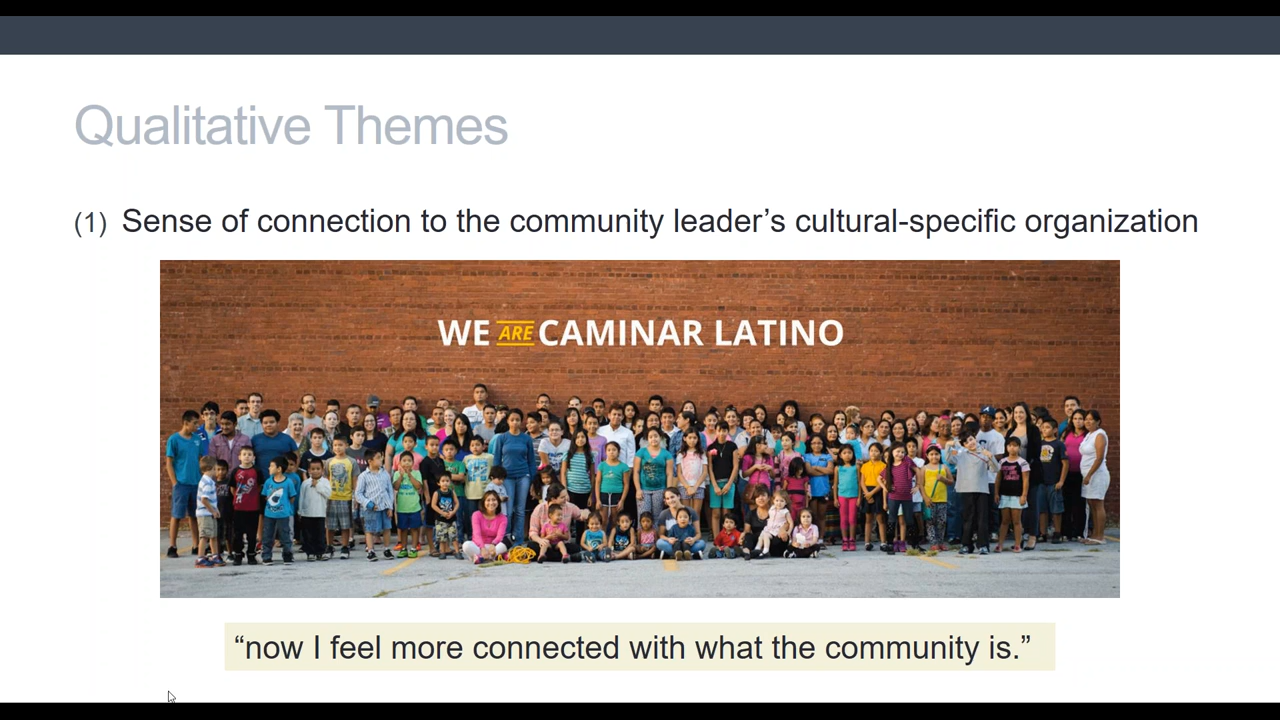 Qualitative Themes
(1) Sense of connection to the community leader’s cultural-specific organization
WE ARE CAMINAR LATINO
“now I feel more connected with what the community is.”